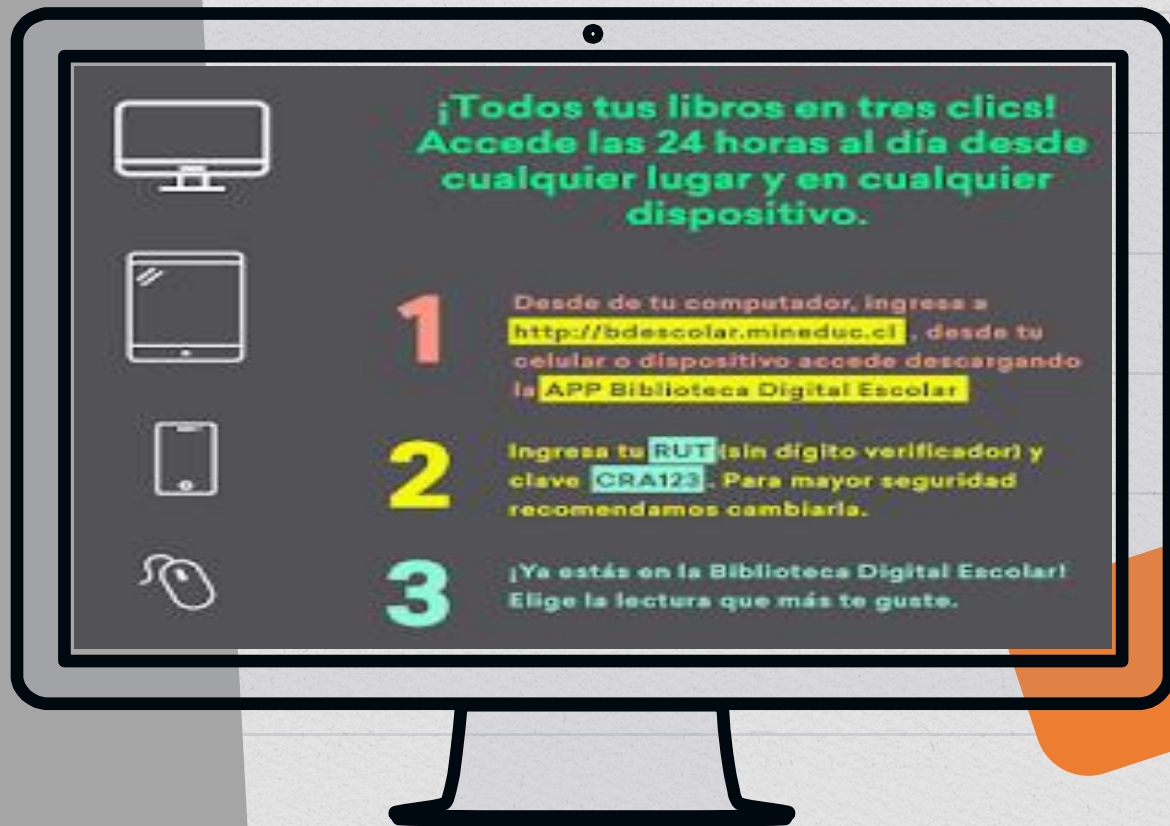 ¡Todos tus libros en tres clics!
Accede las 24 horas al día desde
cualquier lugar y en cualquier
dispositivo.
1
Desde de tu computador, ingresa a
http://bdescolar.mineduc.cl , desde tu
celular o dispositivo accede descargando
la APP Biblioteca Digital Escolar
2
Ingresa tu RUT (sin dígito verificador) y
clave CRA123 . Para mayor seguridad
recomendamos cambiarla.
3
¡Ya estás en la Biblioteca Digital Escolar!
Elige la lectura que más te guste.